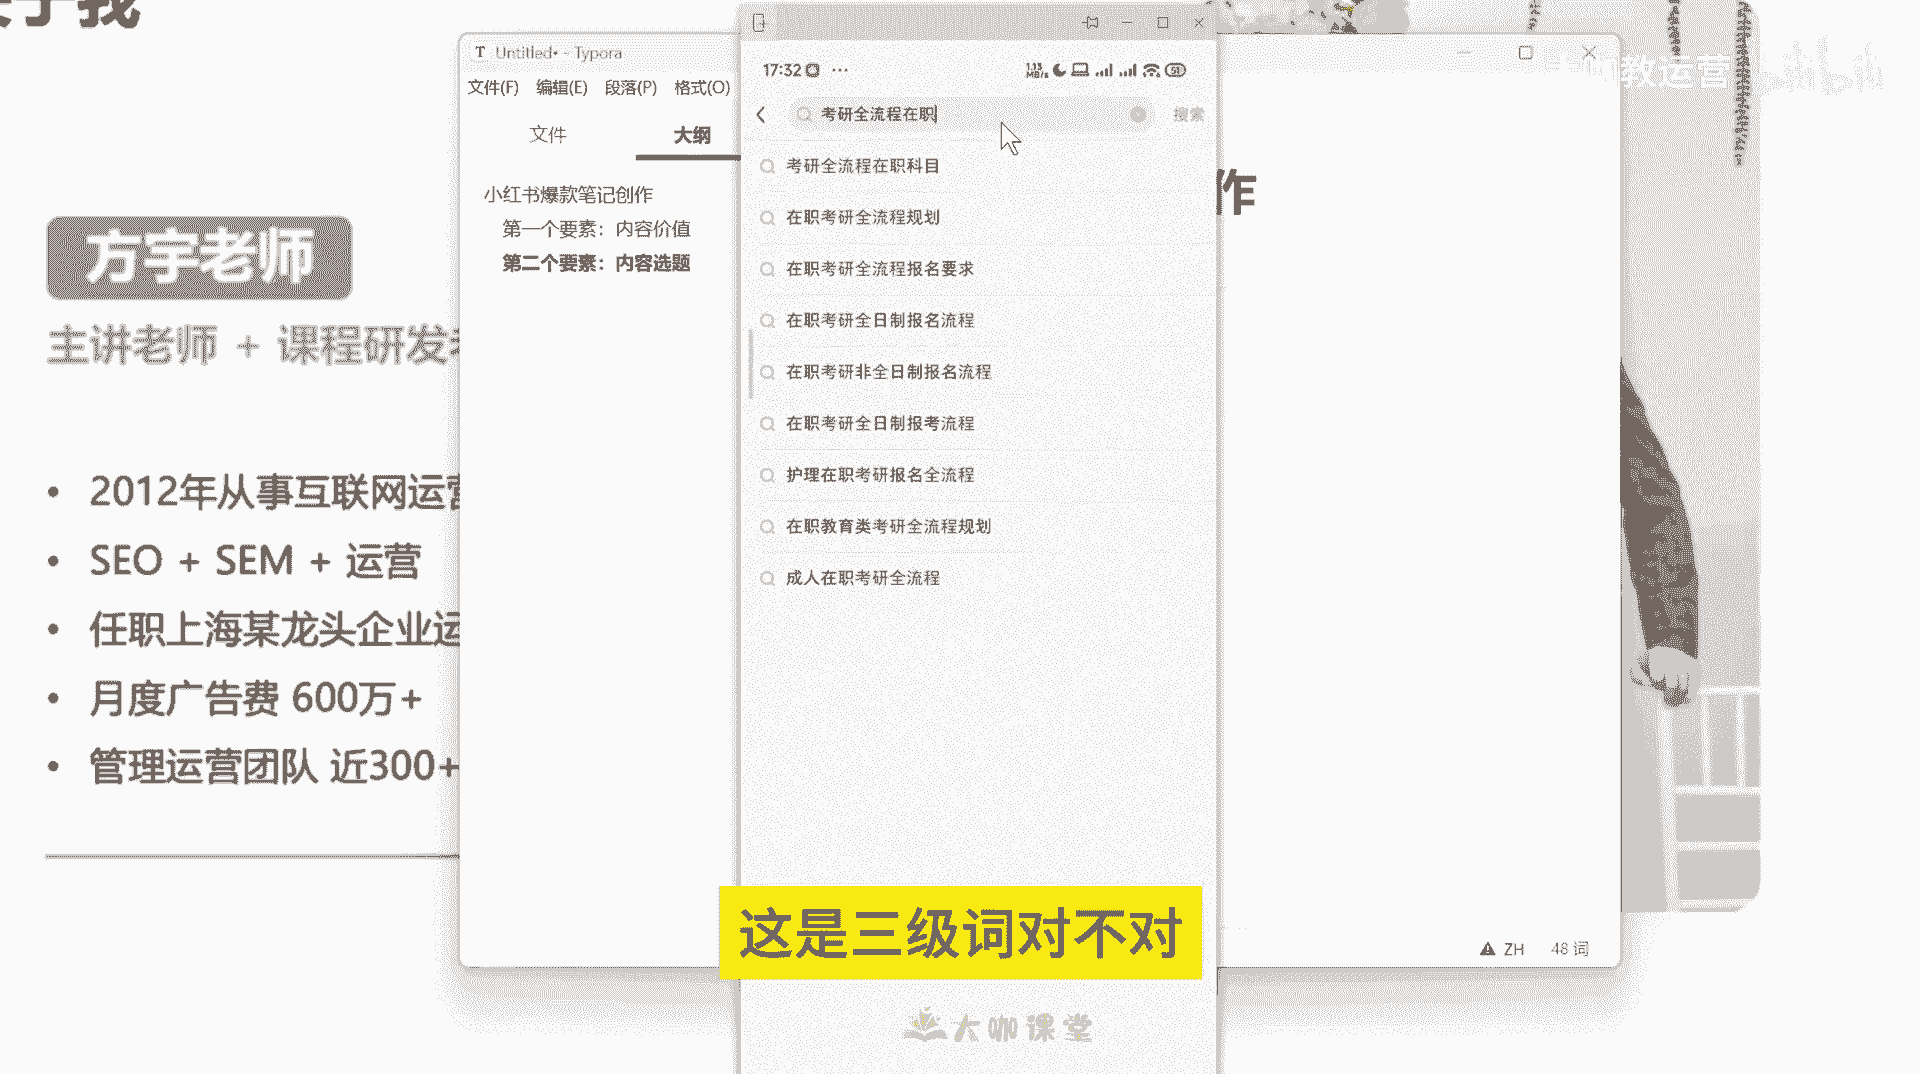 关于我
方宇老师
主讲老师 + 课程研发
• 2012年从事互联网运营
• SEO + SEM + 运营
• 任职上海某龙头企业运
• 月度广告费 600万+
• 管理运营团队 近300+
Untitled• - Typora
文件(F) 编辑(E) 段落(P) 格式(O)
文件 大纲
小红书爆款笔记创作
第一个要素：内容价值
第二个要素：内容选题
17:32 ···
1.13 MB/s 51
考研全流程在职 搜索
考研全流程在职科目
在职考研全流程规划
在职考研全流程报名要求
在职考研全日制报名流程
在职考研非全日制报名流程
在职考研全日制报考流程
护理在职考研报名全流程
在职教育类考研全流程规划
成人在职考研全流程
作
教运营 bilibili
ZH 48 词
这是三级词对不对
大咖课堂